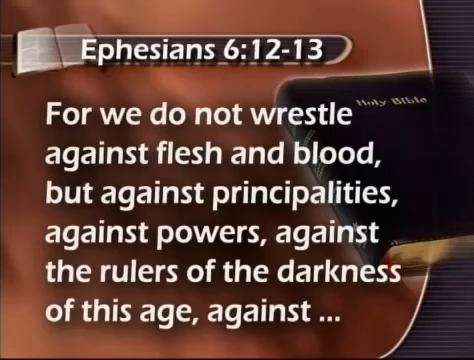 Ephesians 6:12-13
Holy Bible
For we do not wrestle
against flesh and blood,
but against principalities,
against powers, against
the rulers of the darkness
of this age, against ...